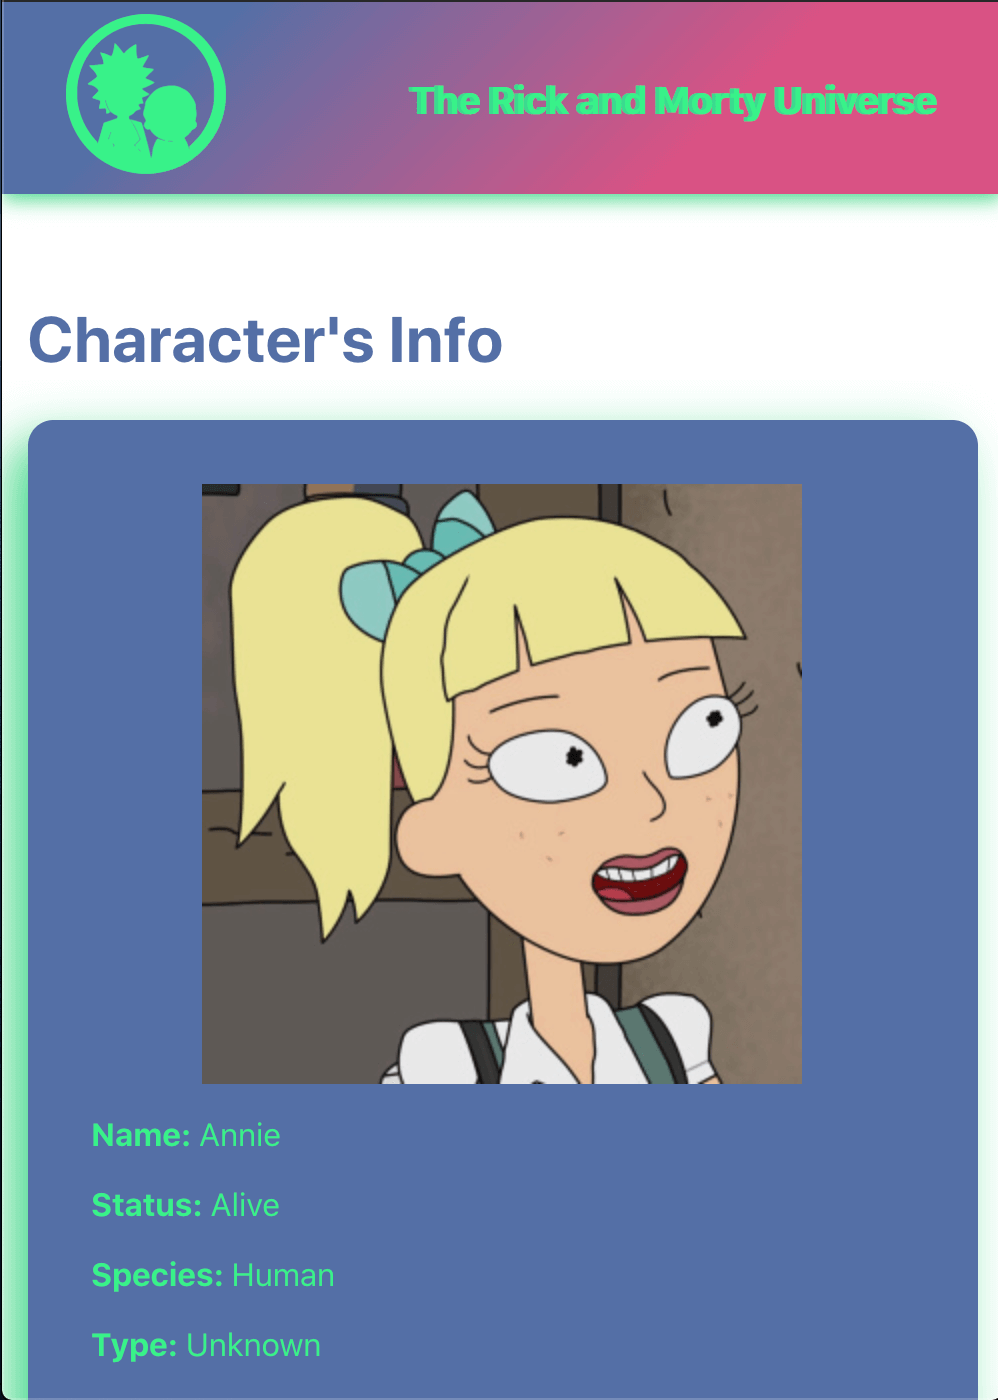 The Rick and Morty Universe
Character's Info
Name: Annie
Status: Alive
Species: Human
Type: Unknown